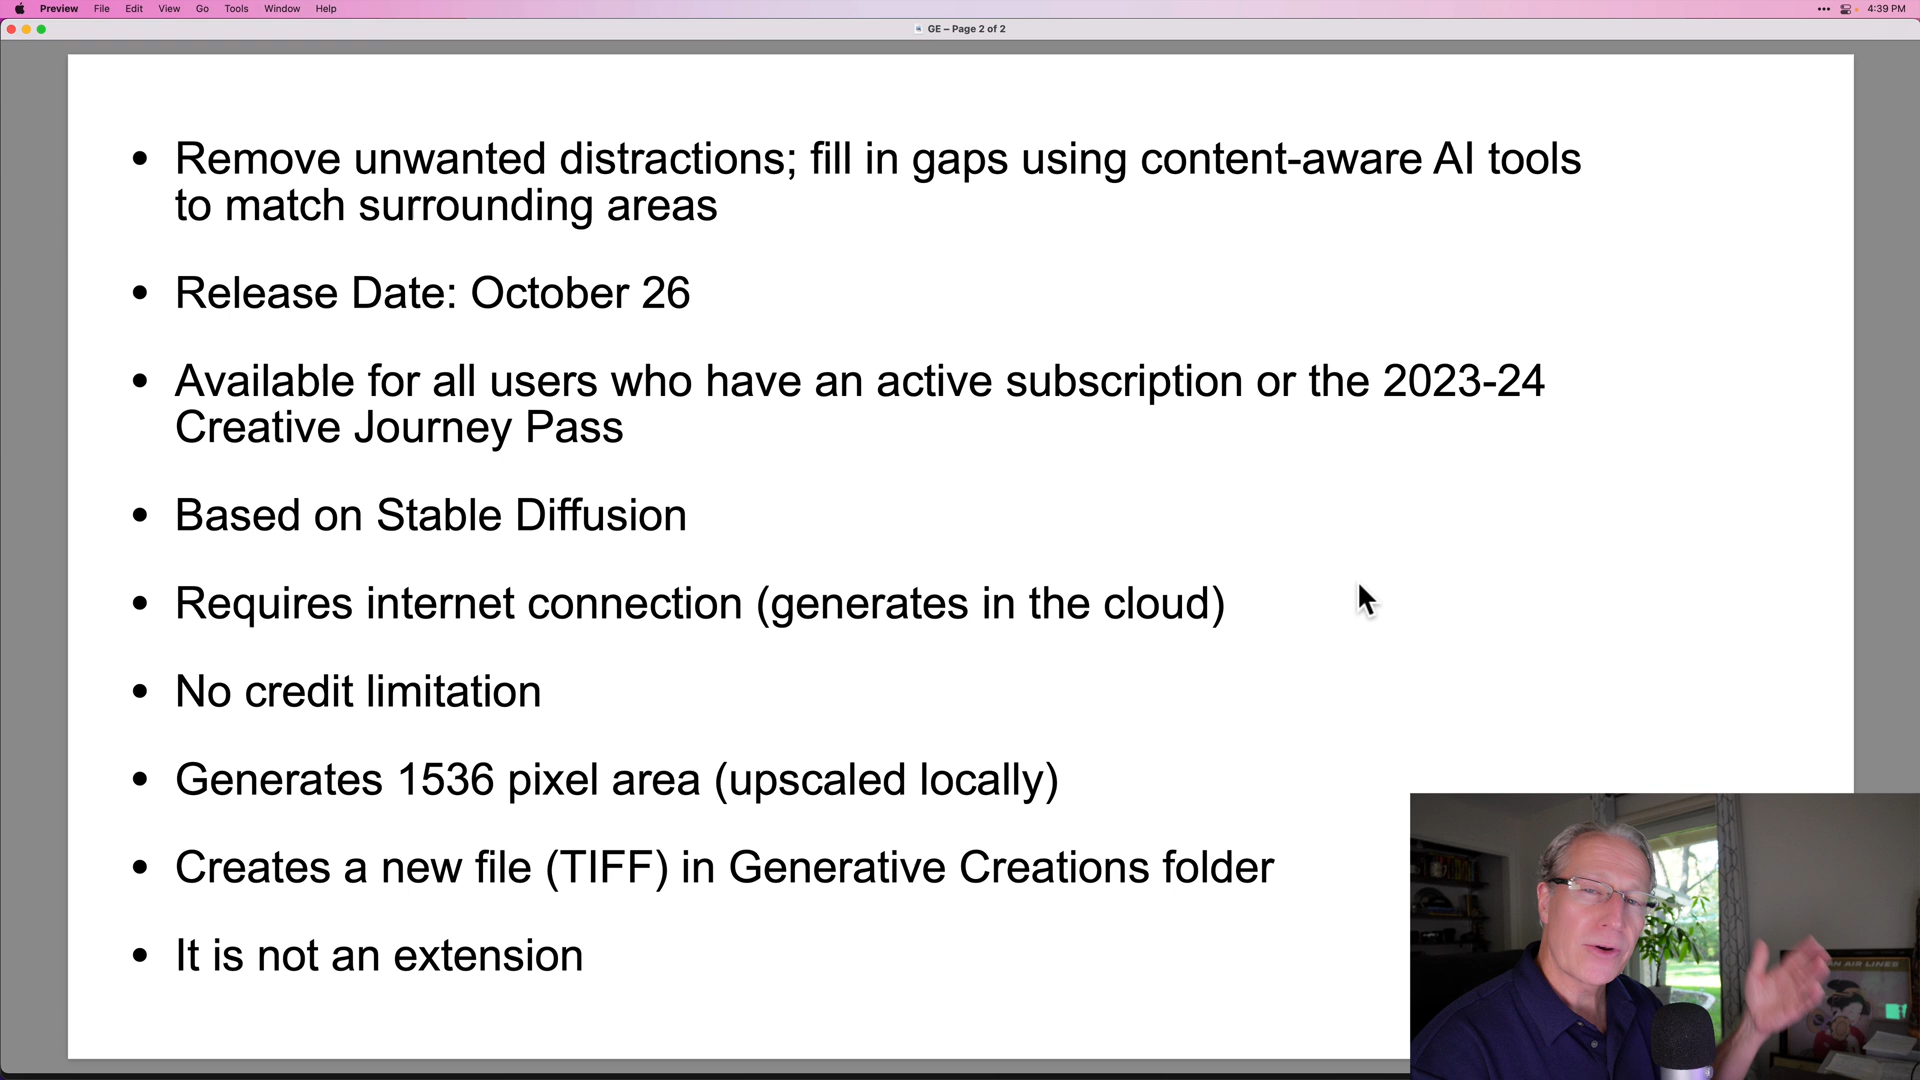 Preview File Edit View Go Tools Window Help 4:39 PM
GE – Page 2 of 2
• Remove unwanted distractions; fill in gaps using content-aware AI tools
to match surrounding areas
• Release Date: October 26
• Available for all users who have an active subscription or the 2023-24
Creative Journey Pass
• Based on Stable Diffusion
• Requires internet connection (generates in the cloud)
• No credit limitation
• Generates 1536 pixel area (upscaled locally)
• Creates a new file (TIFF) in Generative Creations folder
• It is not an extension
AN AIR LINES